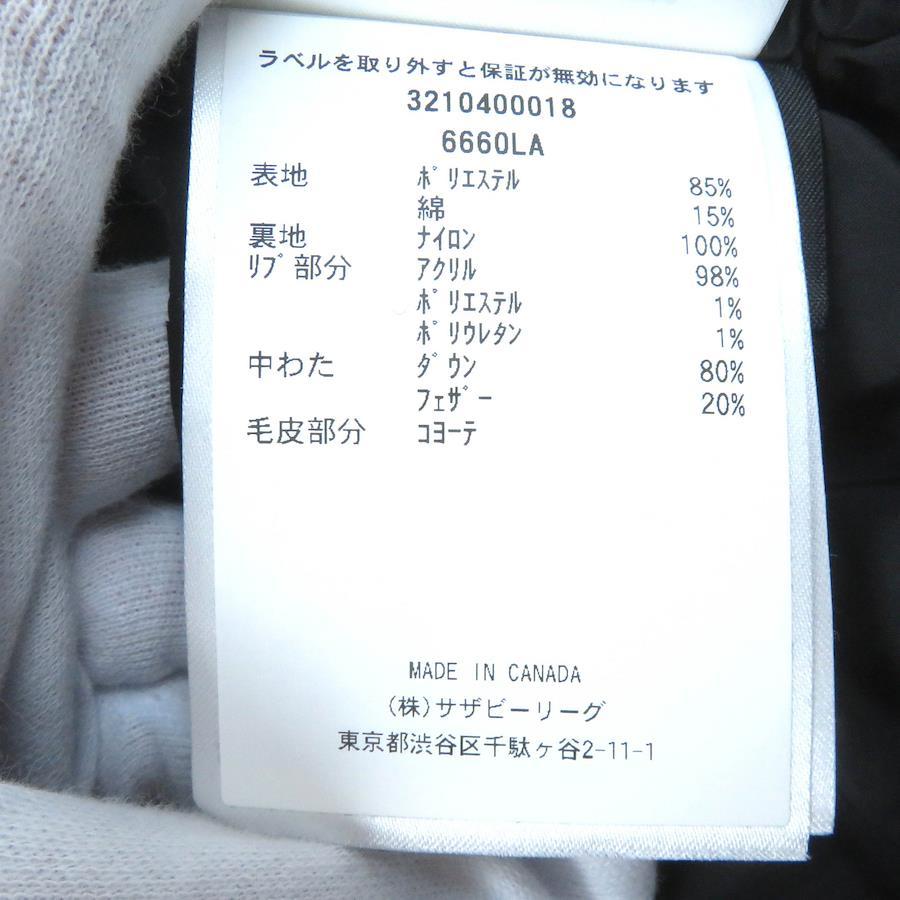 ラベルを取り外すと保証が無効になります
3210400018
6660LA
表地 ﾎﾟﾘｴｽﾃﾙ 85%
綿 15%
裏地 ﾅｲﾛﾝ 100%
ﾘﾌﾞ部分 ｱｸﾘﾙ 98%
ﾎﾟﾘｴｽﾃﾙ 1%
ﾎﾟﾘｳﾚﾀﾝ 1%
中わた ﾀﾞｳﾝ 80%
ﾌｪｻﾞｰ 20%
毛皮部分 ｺﾖｰﾃ
MADE IN CANADA
(株)サザビーリーグ
東京都渋谷区千駄ヶ谷2-11-1